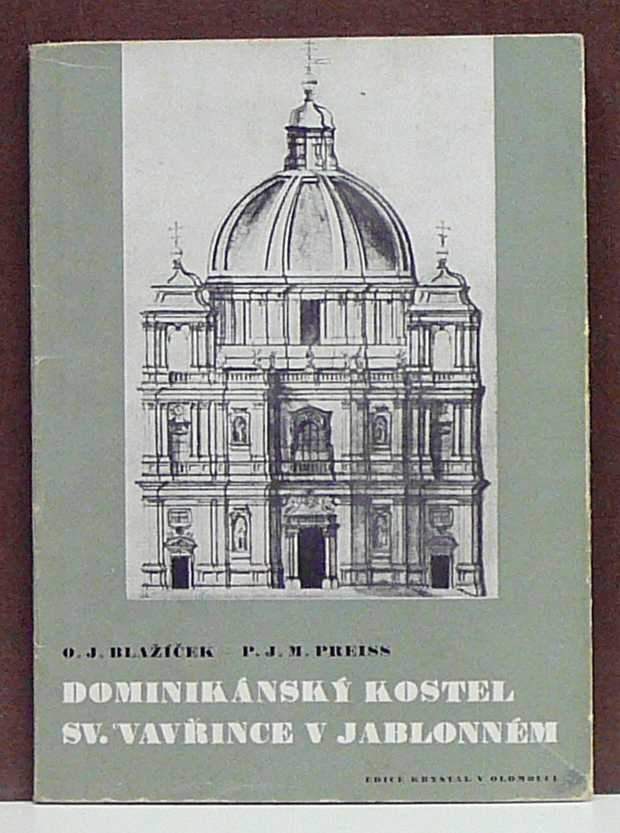 O. J. BLAŽÍČEK – P. J. M. PREISS
DOMINIKÁNSKÝ KOSTEL
SV. VAVŘINCE V JABLONNÉM
EDICE KRYSTAL V OLOMOUCI